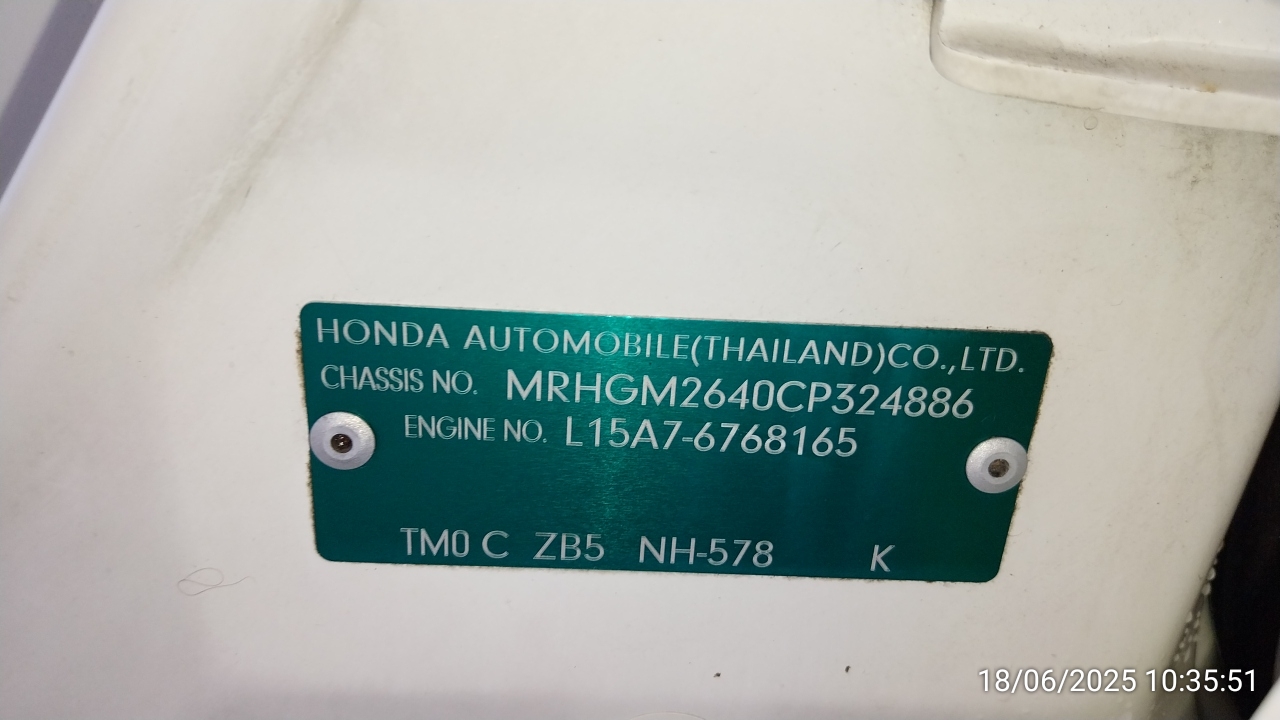 HONDA AUTOMOBILE(THAILAND)CO.,LTD.
CHASSIS NO. MRHGM2640CP324886
ENGINE NO. L15A7-6768165
TM0 C ZB5 NH-578 K
18/06/2025 10:35:51